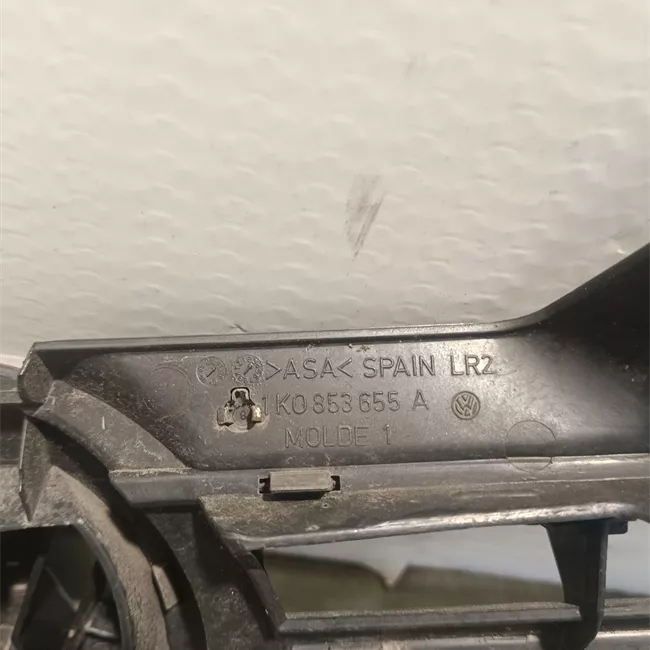 >ASA< SPAIN LR2
1K0 853 655 A
MOLDE 1